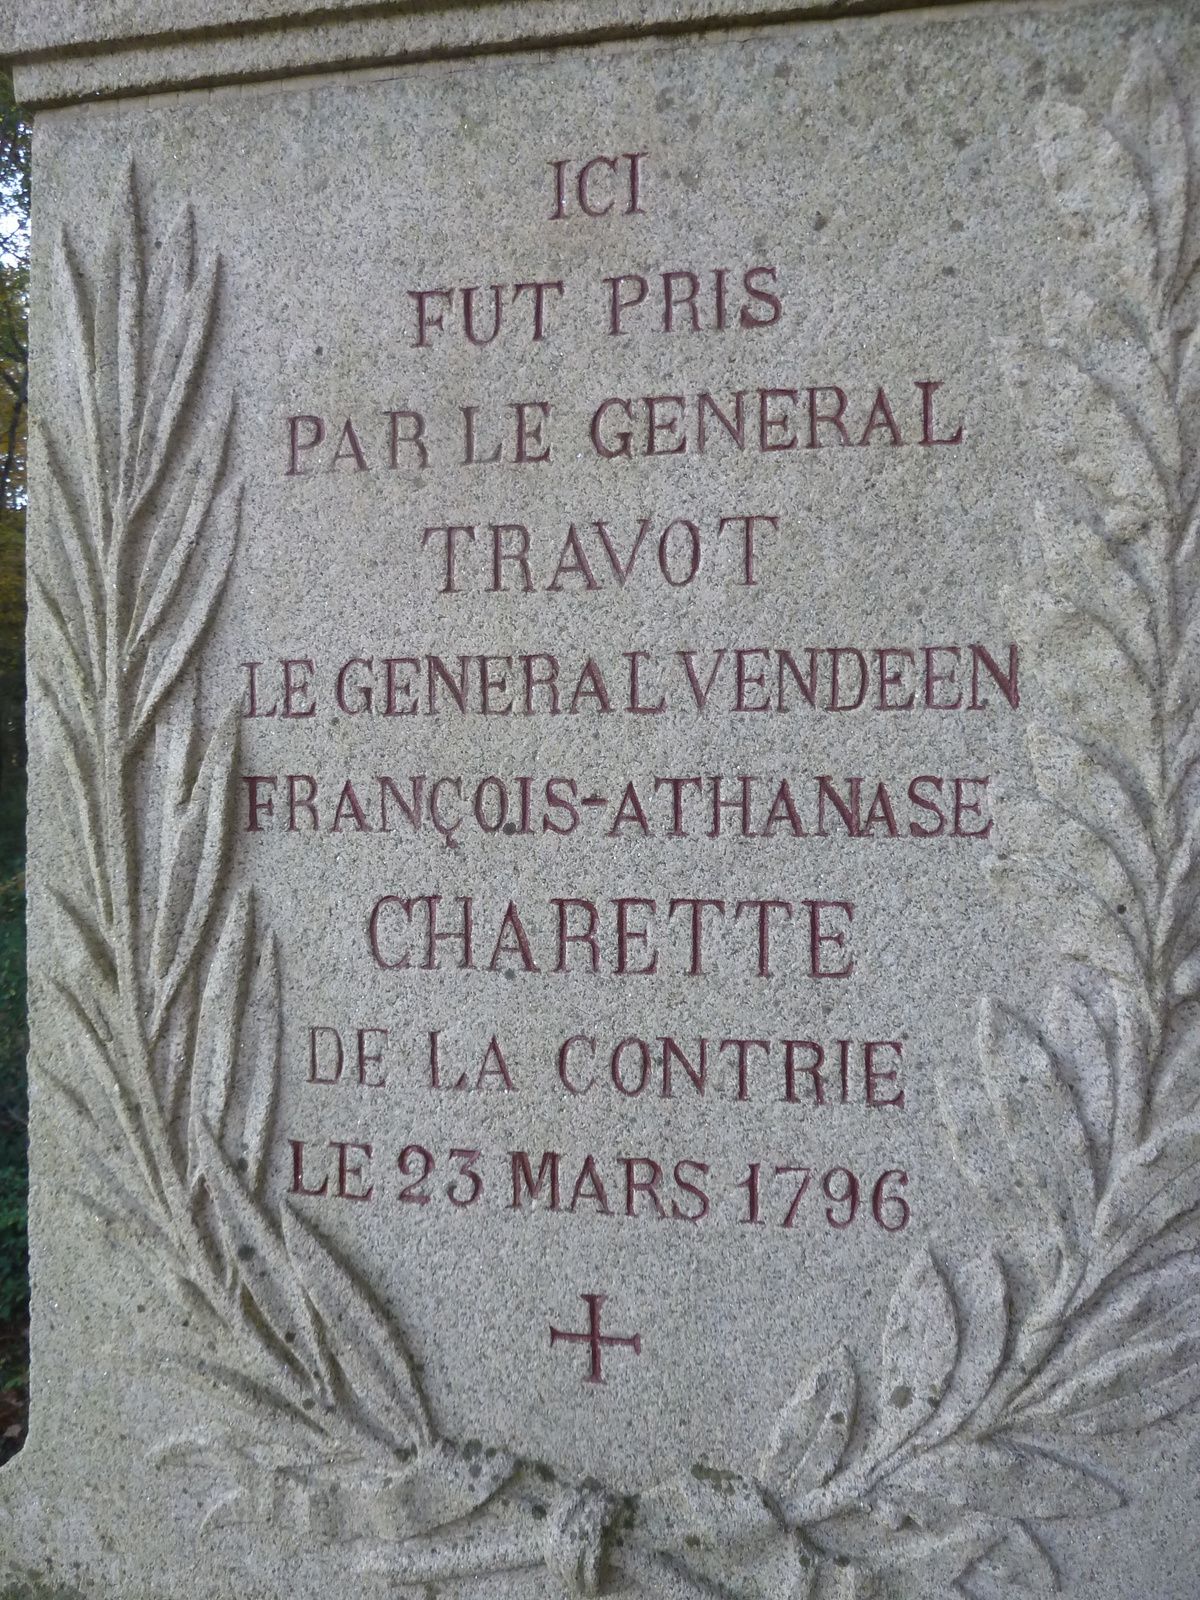 ICI
FUT PRIS
PAR LE GENERAL
TRAVOT
LE GENERAL VENDEEN
FRANÇOIS-ATHANASE
CHARETTE
DE LA CONTRIE
LE 23 MARS 1796